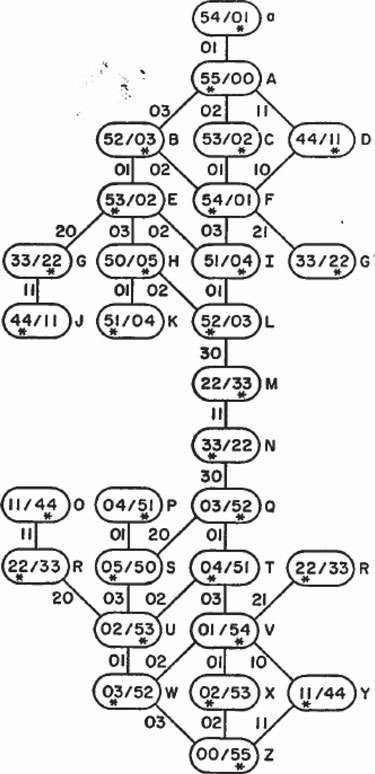 54/01 a
*
01
55/00 A
*
03 02 11
52/03 B 53/02 C 44/11 D
* * *
01 02 01 10
53/02 E 54/01 F
* *
20 03 02 03 21
33/22 G 50/05 H 51/04 I 33/22 G
* * * *
11 01 02 01
44/11 J 51/04 K 52/03 L
* * *
30
22/33 M
*
11
33/22 N
*
30
11/44 O 04/51 P 03/52 Q
* * *
11 01 20 01
22/33 R 05/50 S 04/51 T 22/33 R
* * * *
20 03 02 03 21
02/53 U 01/54 V
* *
01 02 01 10
03/52 W 02/53 X 11/44 Y
* * *
03 02 11
00/55 Z
*